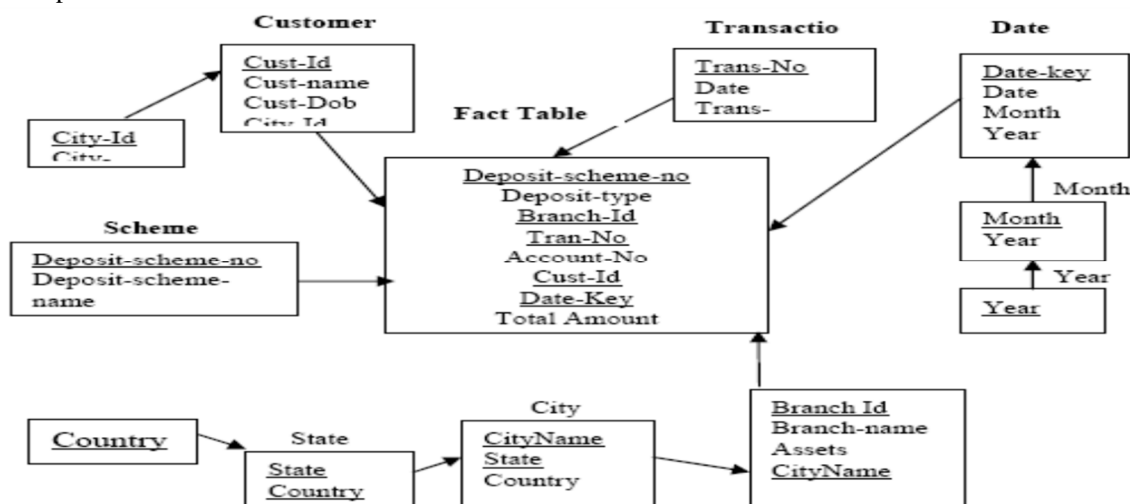 Customer
Cust-Id
Cust-name
Cust-Dob
City-Id
City-Id
City-
Transactio
Trans-No
Date
Trans-
Date
Date-key
Date
Month
Year
Month
Month
Year
Year
Year
Fact Table
Deposit-scheme-no
Deposit-type
Branch-Id
Tran-No
Account-No
Cust-Id
Date-Key
Total Amount
Scheme
Deposit-scheme-no
Deposit-scheme-
name
Country
State
State
Country
City
CityName
State
Country
Branch Id
Branch-name
Assets
CityName